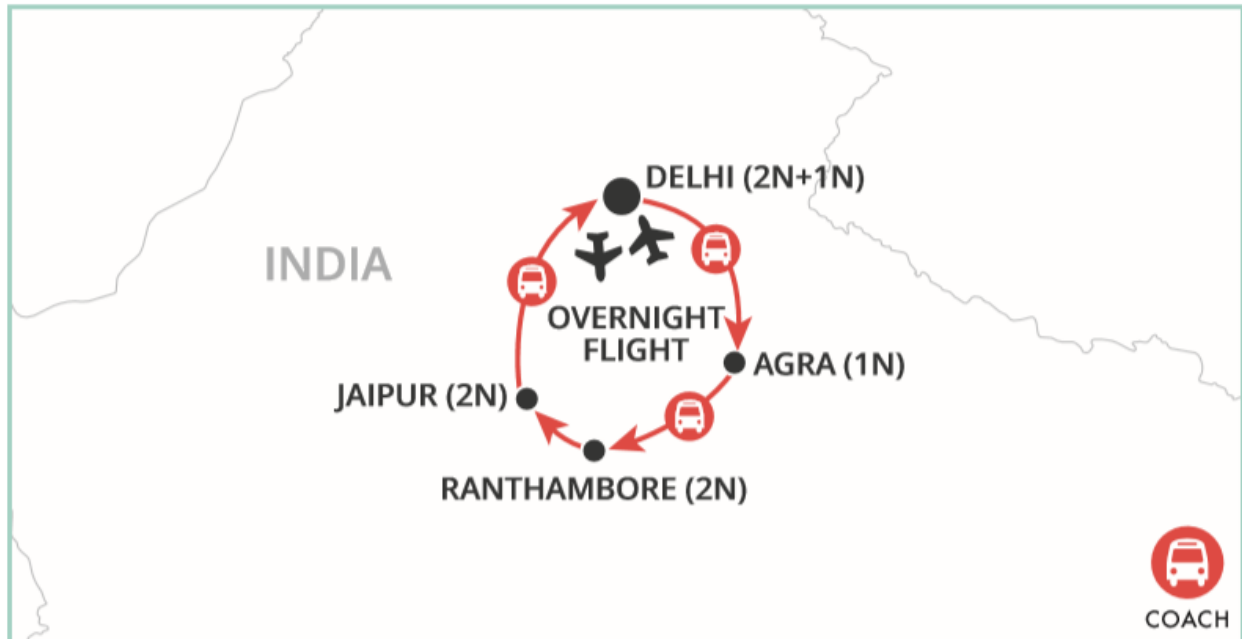 DELHI (2N+1N)
INDIA
OVERNIGHT
FLIGHT
AGRA (1N)
JAIPUR (2N)
RANTHAMBORE (2N)
COACH